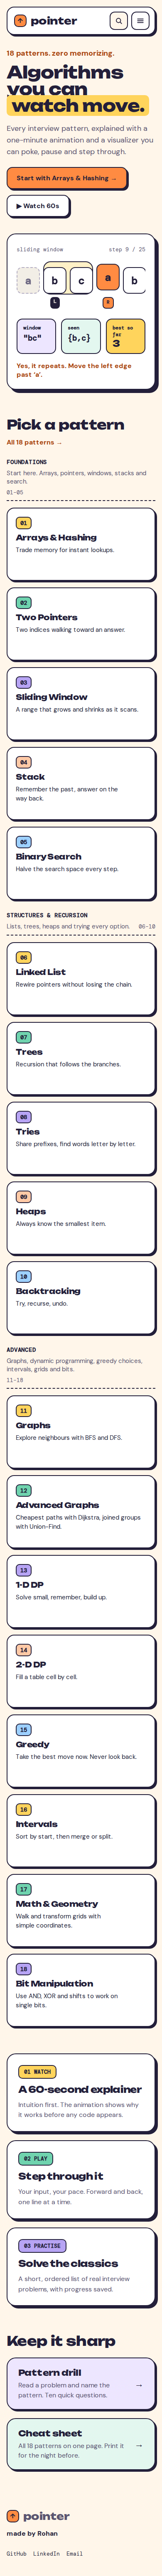 pointer
18 patterns. zero memorizing.
Algorithms
you can
watch move.
Every interview pattern, explained with a
one-minute animation and a visualizer you
can poke, pause and step through.
Start with Arrays & Hashing →
▶ Watch 60s
sliding window step 9 / 25
a b c a b
L R
window seen best so
far
"bc" {b,c} 3
Yes, it repeats. Move the left edge
past 'a'.
Pick a pattern
All 18 patterns →
FOUNDATIONS
Start here. Arrays, pointers, windows, stacks and
search.
01–05
01
Arrays & Hashing
Trade memory for instant lookups.
02
Two Pointers
Two indices walking toward an answer.
03
Sliding Window
A range that grows and shrinks as it scans.
04
Stack
Remember the past, answer on the
way back.
05
Binary Search
Halve the search space every step.
STRUCTURES & RECURSION
Lists, trees, heaps and trying every option. 06–10
06
Linked List
Rewire pointers without losing the chain.
07
Trees
Recursion that follows the branches.
08
Tries
Share prefixes, find words letter by letter.
09
Heaps
Always know the smallest item.
10
Backtracking
Try, recurse, undo.
ADVANCED
Graphs, dynamic programming, greedy choices,
intervals, grids and bits.
11–18
11
Graphs
Explore neighbours with BFS and DFS.
12
Advanced Graphs
Cheapest paths with Dijkstra, joined groups
with Union-Find.
13
1-D DP
Solve small, remember, build up.
14
2-D DP
Fill a table cell by cell.
15
Greedy
Take the best move now. Never look back.
16
Intervals
Sort by start, then merge or split.
17
Math & Geometry
Walk and transform grids with
simple coordinates.
18
Bit Manipulation
Use AND, XOR and shifts to work on
single bits.
01 WATCH
A 60-second explainer
Intuition first. The animation shows why
it works before any code appears.
02 PLAY
Step through it
Your input, your pace. Forward and back,
one line at a time.
03 PRACTISE
Solve the classics
A short, ordered list of real interview
problems, with progress saved.
Keep it sharp
Pattern drill
Read a problem and name the
pattern. Ten quick questions.
→
Cheat sheet
All 18 patterns on one page. Print it
for the night before.
→
pointer
made by Rohan
GitHub LinkedIn Email